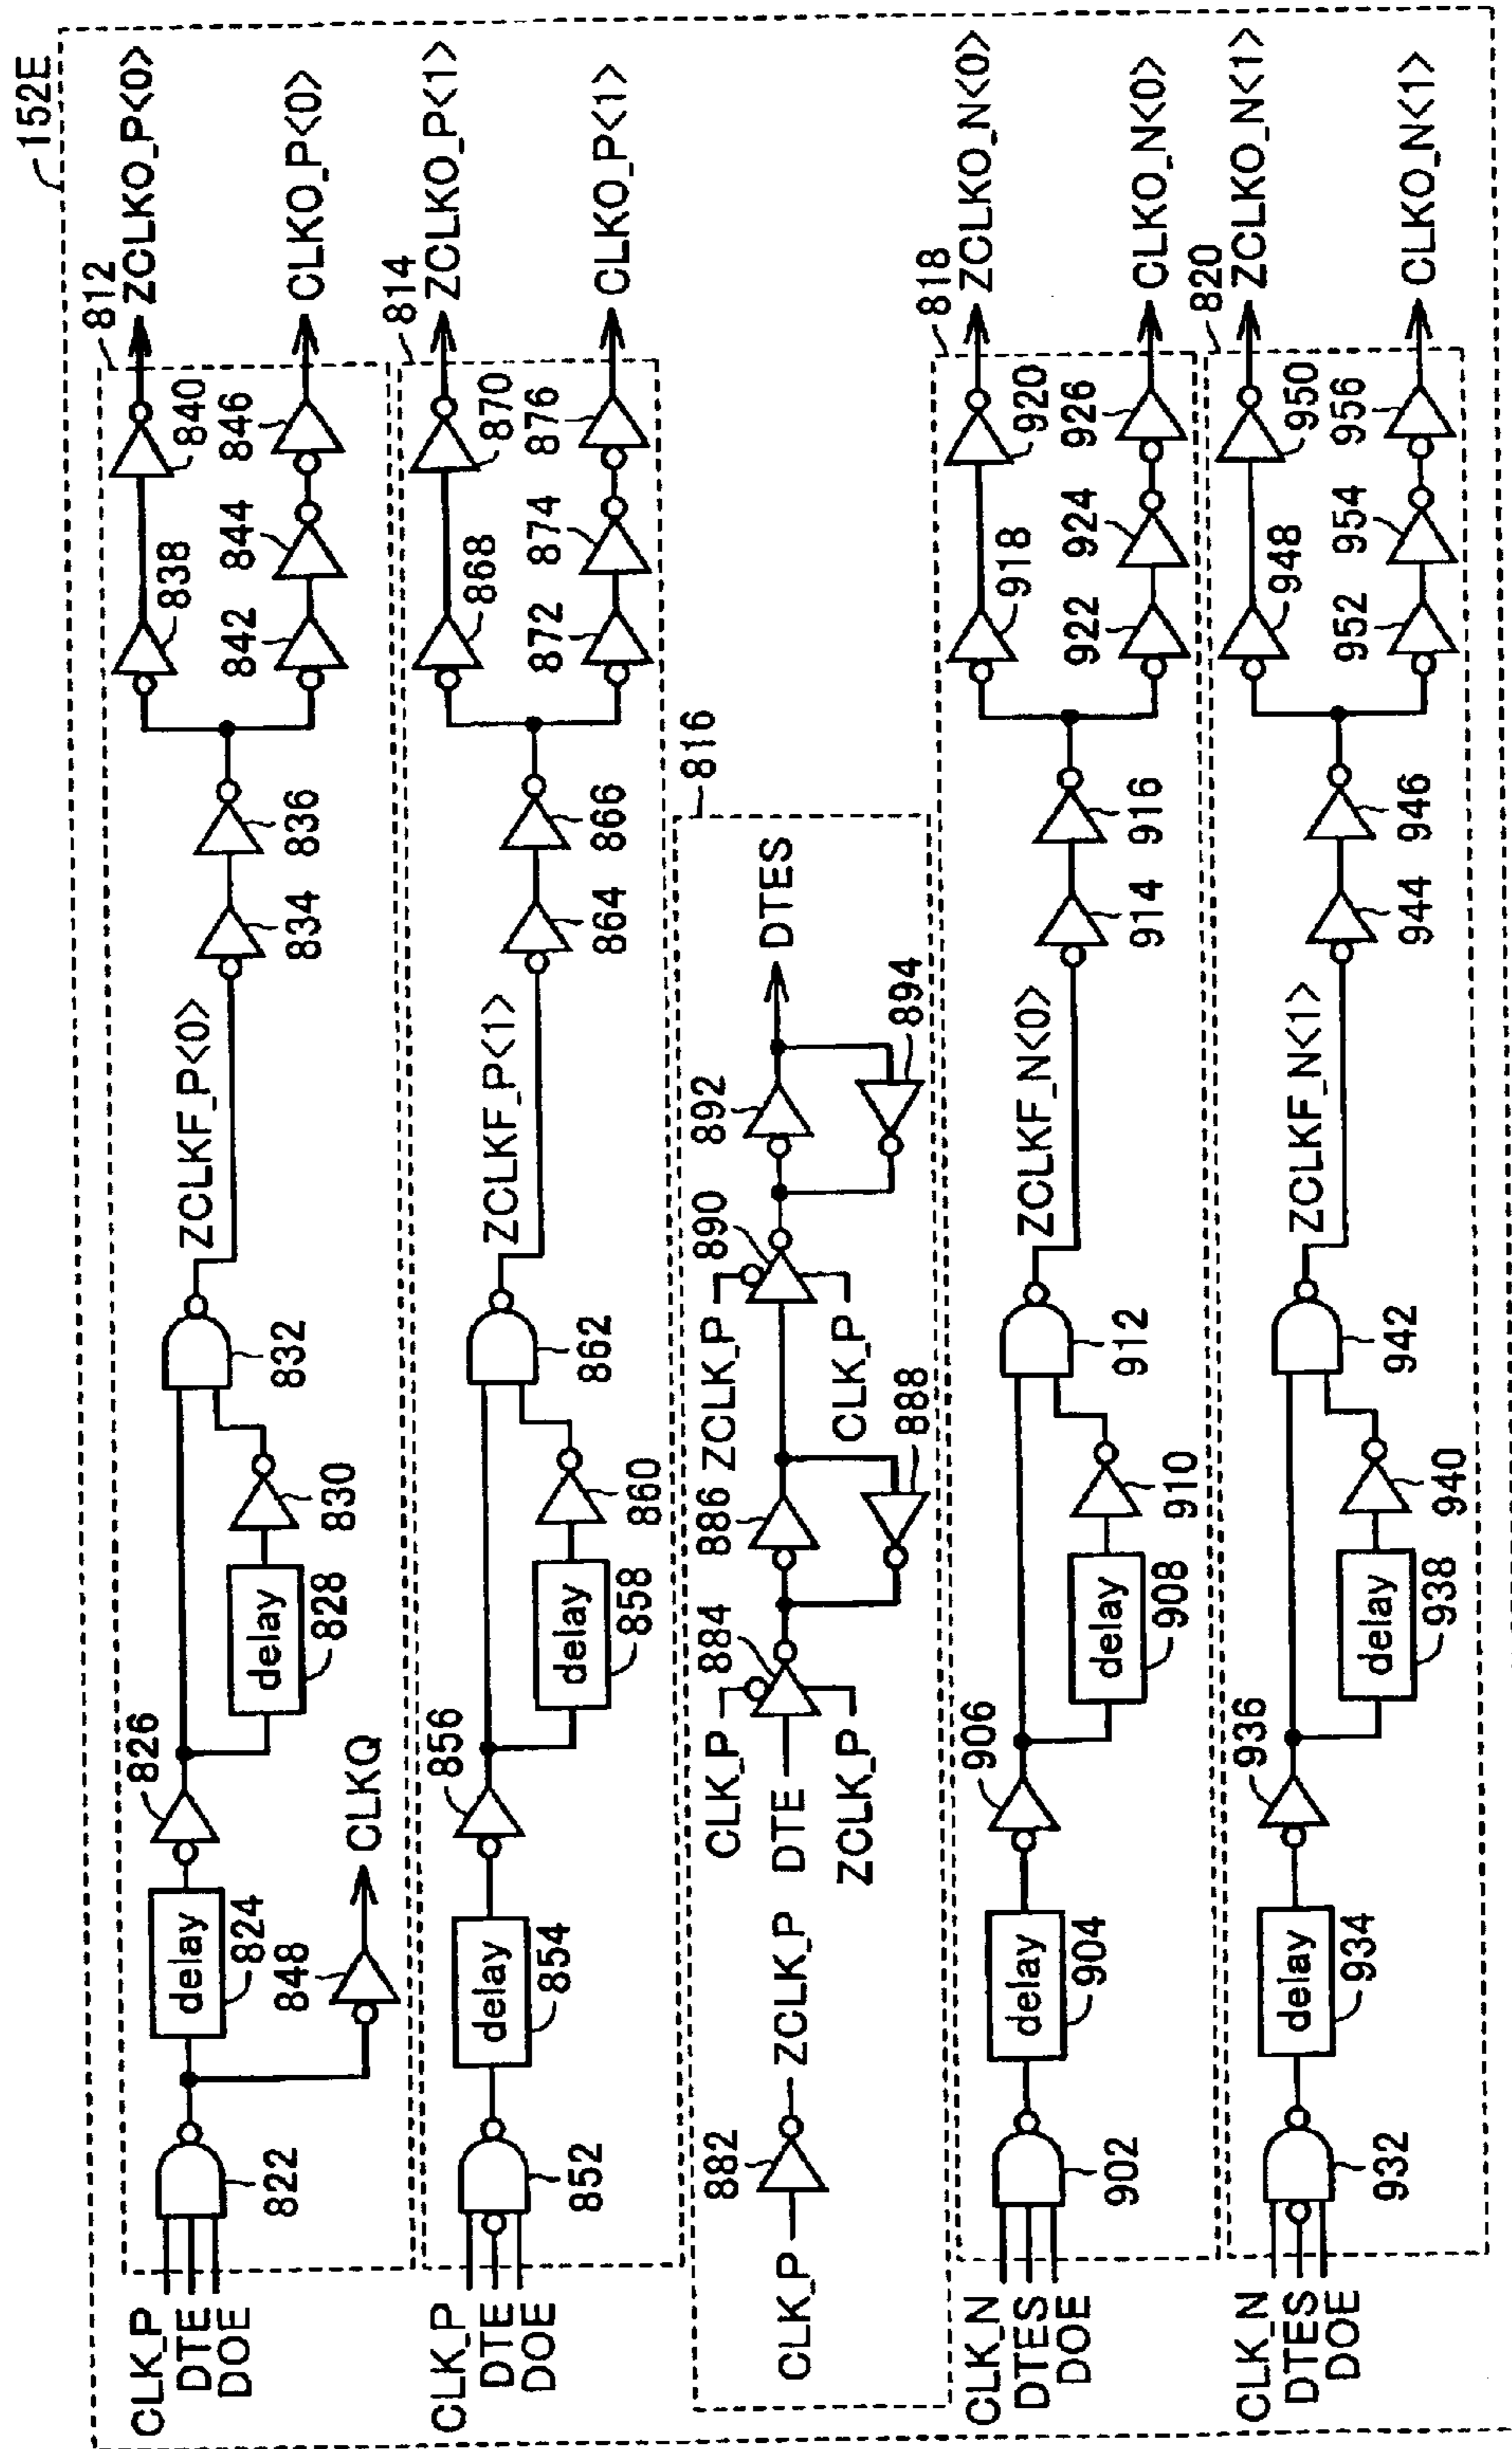 152E
812
ZCLKO_P<0>
838
840
CLKO_P<0>
842
844
846
834
836
ZCLKF_P<0>
832
830
delay
828
826
delay
824
848
CLKQ
822
CLK_P
DTE
DOE
814
ZCLKO_P<1>
868
870
CLKO_P<1>
872
874
876
864
866
ZCLKF_P<1>
862
860
delay
858
856
delay
854
852
CLK_P
DTE
DOE
816
DTES
892
894
890
ZCLK_P
CLK_P
886
888
884
CLK_P
DTE
ZCLK_P
ZCLK_P
882
CLK_P
818
ZCLKO_N<0>
918
920
CLKO_N<0>
922
924
926
914
916
ZCLKF_N<0>
912
910
delay
908
906
delay
904
902
CLK_N
DTES
DOE
820
ZCLKO_N<1>
948
950
CLKO_N<1>
952
954
956
944
946
ZCLKF_N<1>
942
940
delay
938
936
delay
934
932
CLK_N
DTES
DOE